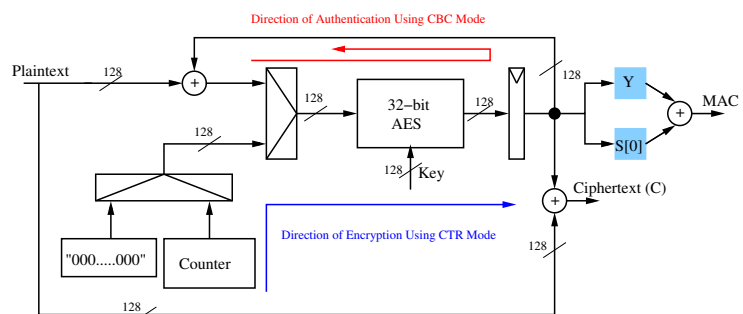 Direction of Authentication Using CBC Mode
Plaintext
128
+
128
128
128
128
32−bit
AES
128
Key
Y
S[0]
+
MAC
128
Direction of Encryption Using CTR Mode
+
Ciphertext (C)
"000.....000"
Counter
128
128